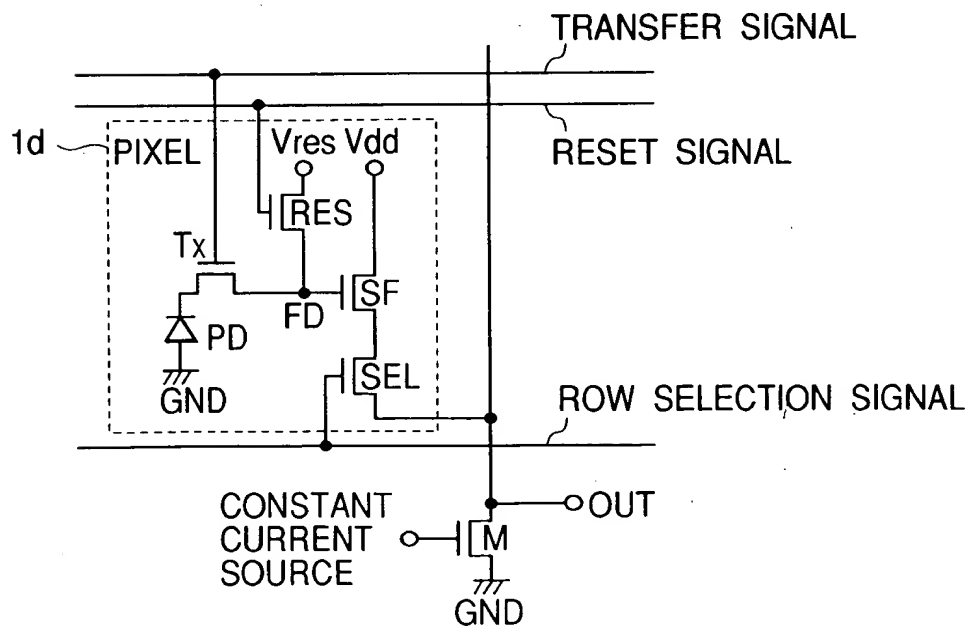 TRANSFER SIGNAL
RESET SIGNAL
1d
PIXEL
Vres Vdd
RES
Tx
FD
SF
PD
GND
SEL
ROW SELECTION SIGNAL
CONSTANT
CURRENT
SOURCE
OUT
M
GND